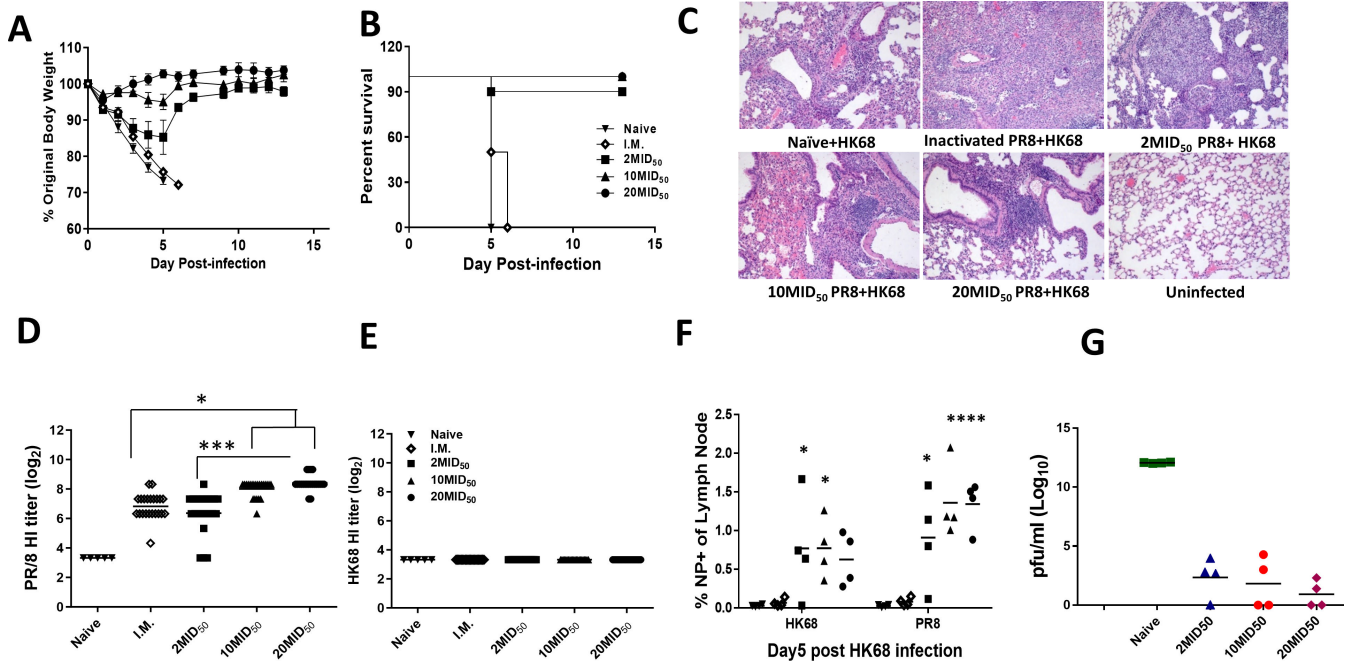 A
110
100
90
80
70
60
% Original Body Weight
0 5 10 15
Day Post-infection
B
120
90
60
30
0
Percent survival
Naive
I.M.
2MID50
10MID50
20MID50
0 5 10 15
Day Post-infection
C
Naïve+HK68
Inactivated PR8+HK68
2MID50 PR8+ HK68
10MID50 PR8+HK68
20MID50 PR8+HK68
Uninfected
D
*
***
12
10
8
6
4
2
0
PR/8 HI titer (log2)
Naive I.M. 2MID50 10MID50 20MID50
E
12
10
8
6
4
2
0
HK68 HI titer (log2)
Naive
I.M.
2MID50
10MID50
20MID50
Naive I.M. 2MID50 10MID50 20MID50
F
2.5
2.0
1.5
1.0
0.5
0.0
% NP+ of Lymph Node
* * * ****
HK68 PR8
Day5 post HK68 infection
G
15
10
5
0
pfu/ml (Log10)
Naive 2MID50 10MID50 20MID50